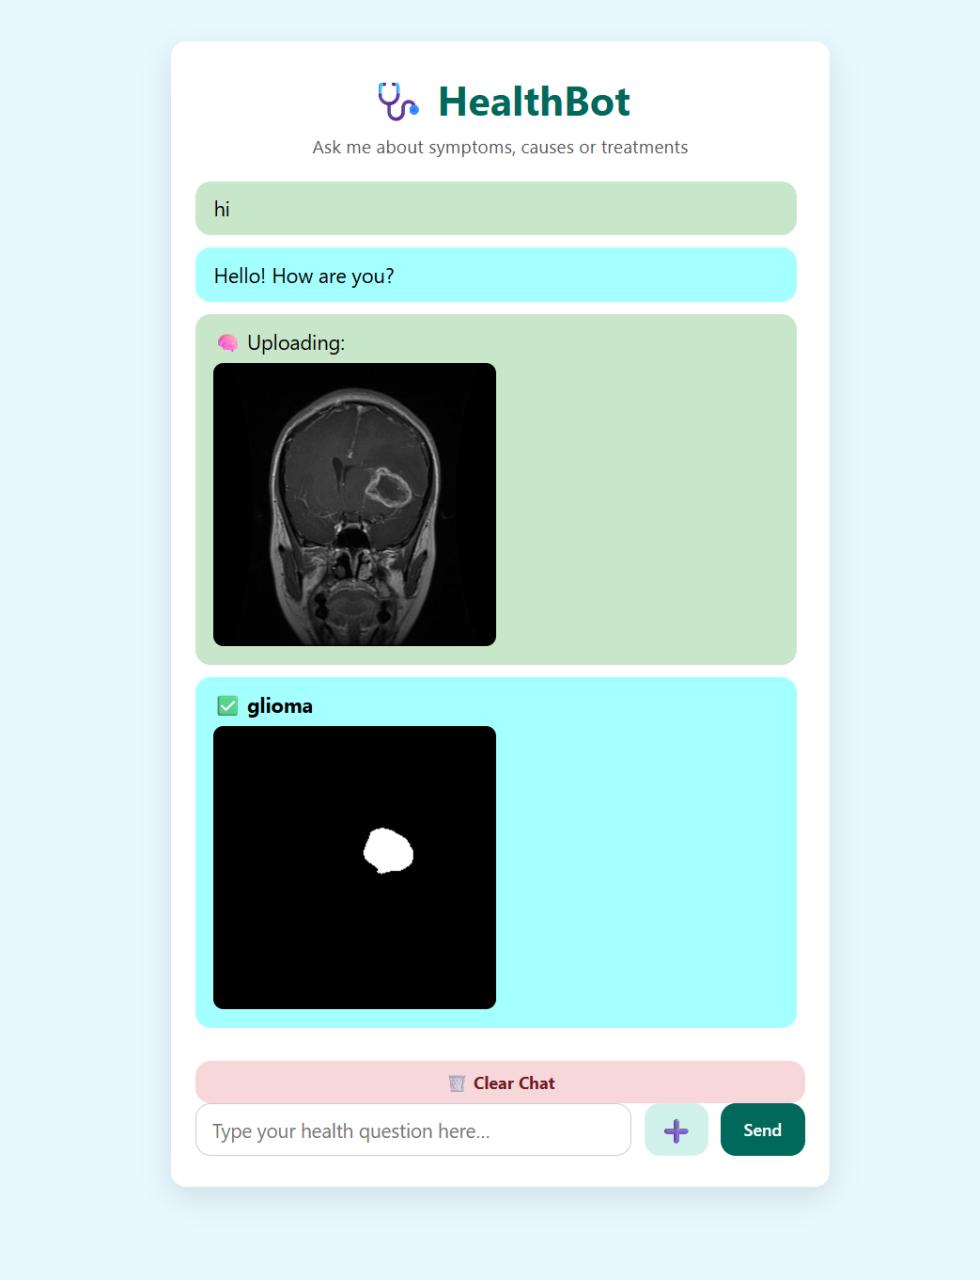 HealthBot
Ask me about symptoms, causes or treatments
hi
Hello! How are you?
Uploading:
glioma
Clear Chat
Type your health question here...
Send